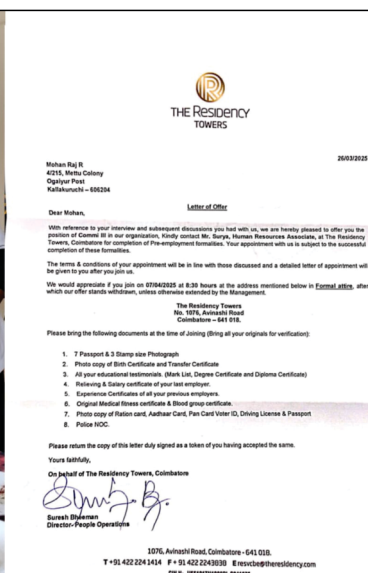 R
THE RESIDENCY
TOWERS
26/03/2025
Mohan Raj R
4/215, Mettu Colony
Ogaiyur Post
Kallakuruchi – 606204
Letter of Offer
Dear Mohan,
With reference to your interview and subsequent discussions you had with us, we are hereby pleased to offer you the
position of Commi III in our organization, Kindly contact Mr. Surya, Human Resources Associate, at The Residency
Towers, Coimbatore for completion of Pre-employment formalities. Your appointment with us is subject to the successful
completion of these formalities.
The terms & conditions of your appointment will be in line with those discussed and a detailed letter of appointment will
be given to you after you join us.
We would appreciate if you join on 07/04/2025 at 8:30 hours at the address mentioned below in Formal attire, after
which our offer stands withdrawn, unless otherwise extended by the Management.
The Residency Towers
No. 1076, Avinashi Road
Coimbatore – 641 018.
Please bring the following documents at the time of Joining (Bring all your originals for verification):
1. 7 Passport & 3 Stamp size Photograph
2. Photo copy of Birth Certificate and Transfer Certificate
3. All your educational testimonials. (Mark List, Degree Certificate and Diploma Certificate)
4. Relieving & Salary certificate of your last employer.
5. Experience Certificates of all your previous employers.
6. Original Medical fitness certificate & Blood group certificate.
7. Photo copy of Ration card, Aadhaar Card, Pan Card Voter ID, Driving License & Passport
8. Police NOC.
Please return the copy of this letter duly signed as a token of you having accepted the same.
Yours faithfully,
On behalf of The Residency Towers, Coimbatore
Suresh Bheeman
Director-People Operations
1076, Avinashi Road, Coimbatore - 641 018.
T +91 422 224 1414 F + 91 422 2243030 E resvcbe@theresidency.com